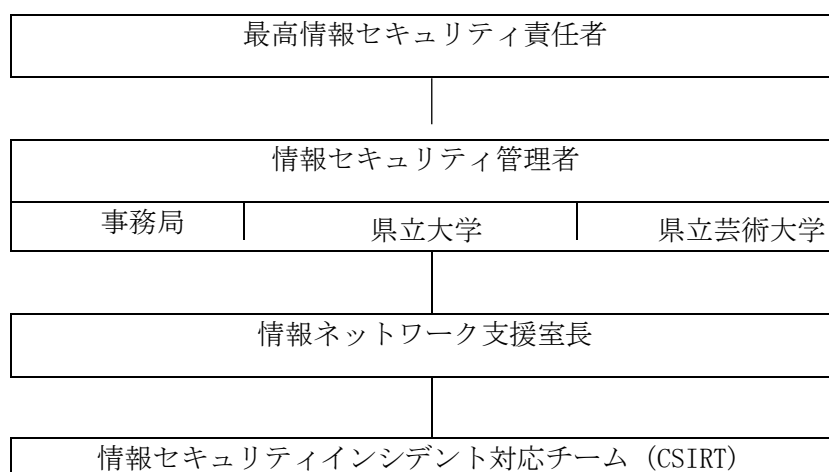 最高情報セキュリティ責任者
情報セキュリティ管理者
事務局 県立大学 県立芸術大学
情報ネットワーク支援室長
情報セキュリティインシデント対応チーム (CSIRT)